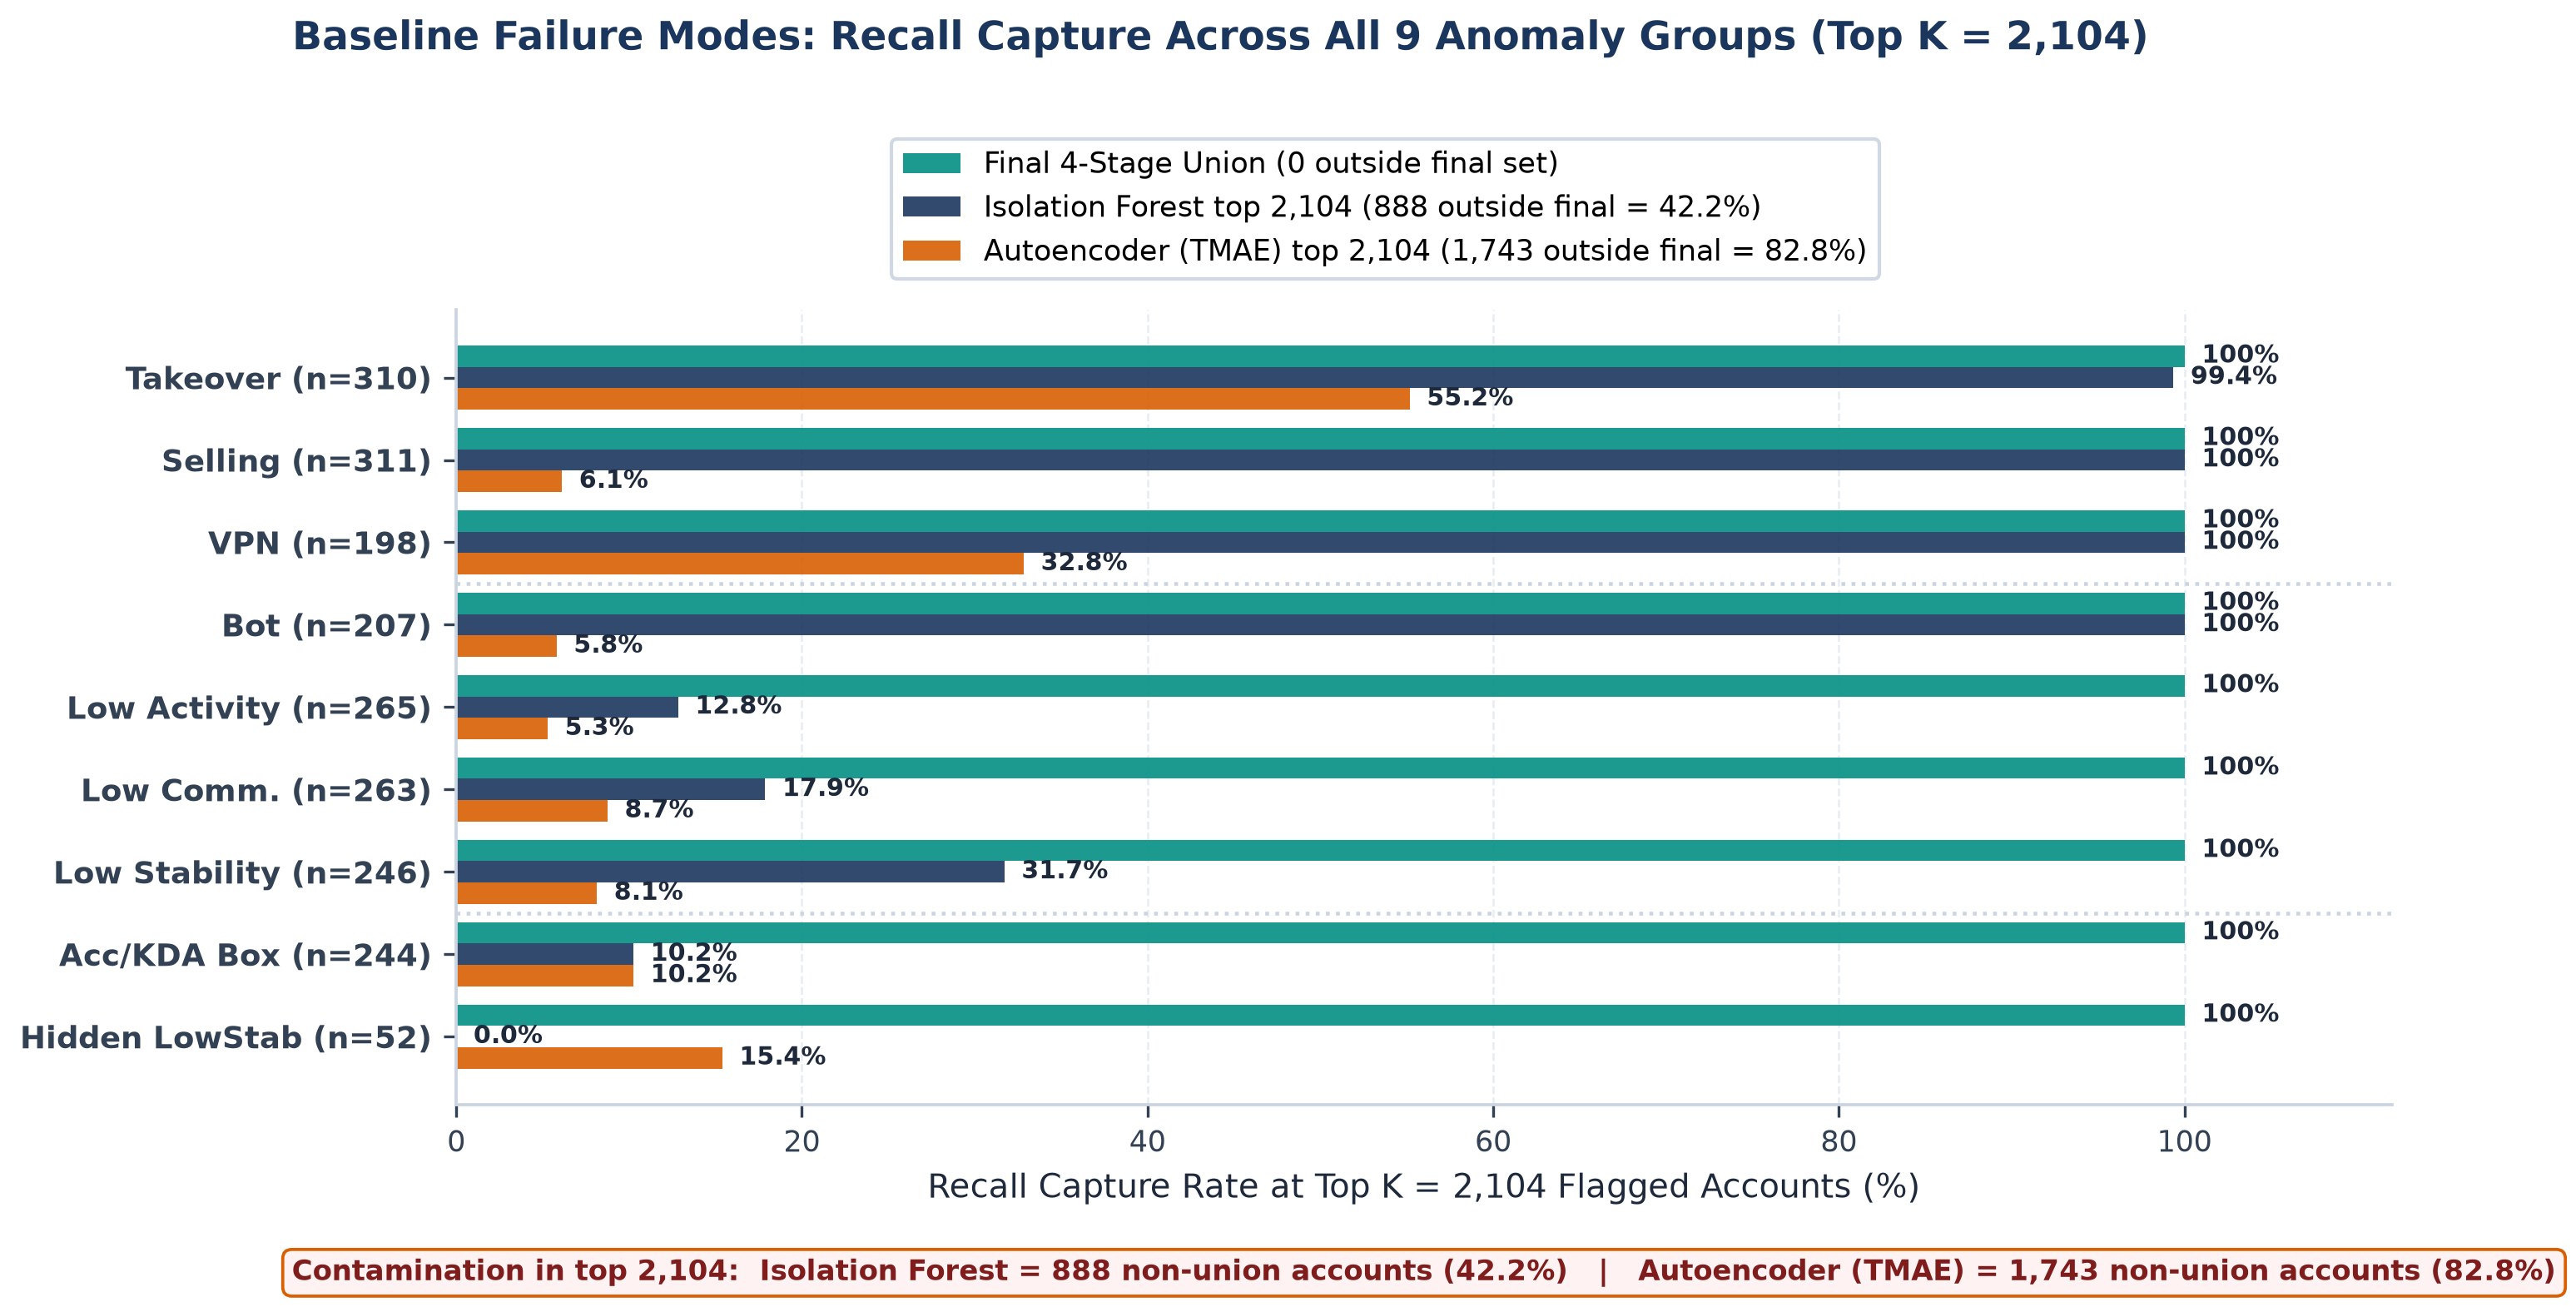 Baseline Failure Modes: Recall Capture Across All 9 Anomaly Groups (Top K = 2,104)
Final 4-Stage Union (0 outside final set)
Isolation Forest top 2,104 (888 outside final = 42.2%)
Autoencoder (TMAE) top 2,104 (1,743 outside final = 82.8%)
Takeover (n=310)
100%
99.4%
55.2%
Selling (n=311)
100%
100%
6.1%
VPN (n=198)
100%
100%
32.8%
Bot (n=207)
100%
100%
5.8%
Low Activity (n=265)
100%
12.8%
5.3%
Low Comm. (n=263)
100%
17.9%
8.7%
Low Stability (n=246)
100%
31.7%
8.1%
Acc/KDA Box (n=244)
100%
10.2%
10.2%
Hidden LowStab (n=52)
100%
0.0%
15.4%
0 20 40 60 80 100
Recall Capture Rate at Top K = 2,104 Flagged Accounts (%)
Contamination in top 2,104: Isolation Forest = 888 non-union accounts (42.2%) | Autoencoder (TMAE) = 1,743 non-union accounts (82.8%)